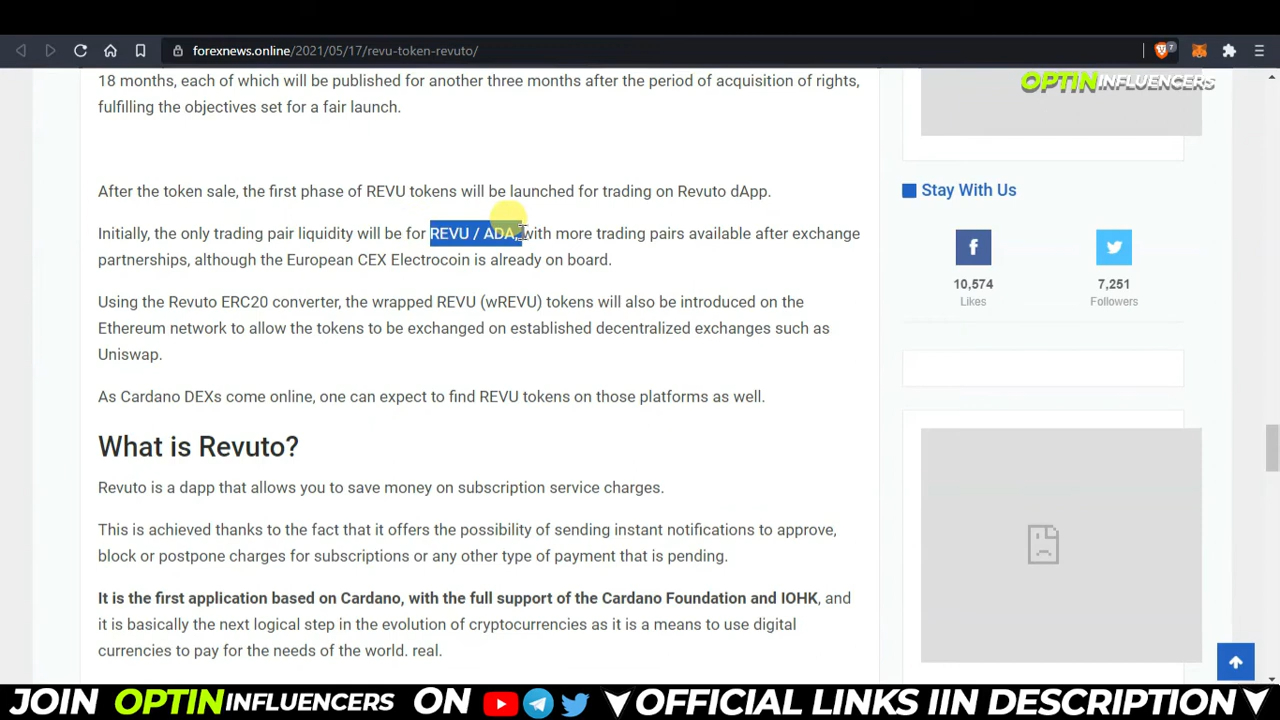 forexnews.online/2021/05/17/revu-token-revuto/
7
OPTIN INFLUENCERS
18 months, each of which will be published for another three months after the period of acquisition of rights,
fulfilling the objectives set for a fair launch.
After the token sale, the first phase of REVU tokens will be launched for trading on Revuto dApp.
Initially, the only trading pair liquidity will be for REVU / ADA, with more trading pairs available after exchange
partnerships, although the European CEX Electrocoin is already on board.
Using the Revuto ERC20 converter, the wrapped REVU (wREVU) tokens will also be introduced on the
Ethereum network to allow the tokens to be exchanged on established decentralized exchanges such as
Uniswap.
As Cardano DEXs come online, one can expect to find REVU tokens on those platforms as well.
What is Revuto?
Revuto is a dapp that allows you to save money on subscription service charges.
This is achieved thanks to the fact that it offers the possibility of sending instant notifications to approve,
block or postpone charges for subscriptions or any other type of payment that is pending.
It is the first application based on Cardano, with the full support of the Cardano Foundation and IOHK, and
it is basically the next logical step in the evolution of cryptocurrencies as it is a means to use digital
currencies to pay for the needs of the world. real.
Stay With Us
10,574
Likes
7,251
Followers
JOIN OPTIN INFLUENCERS ON OFFICIAL LINKS IIN DESCRIPTION